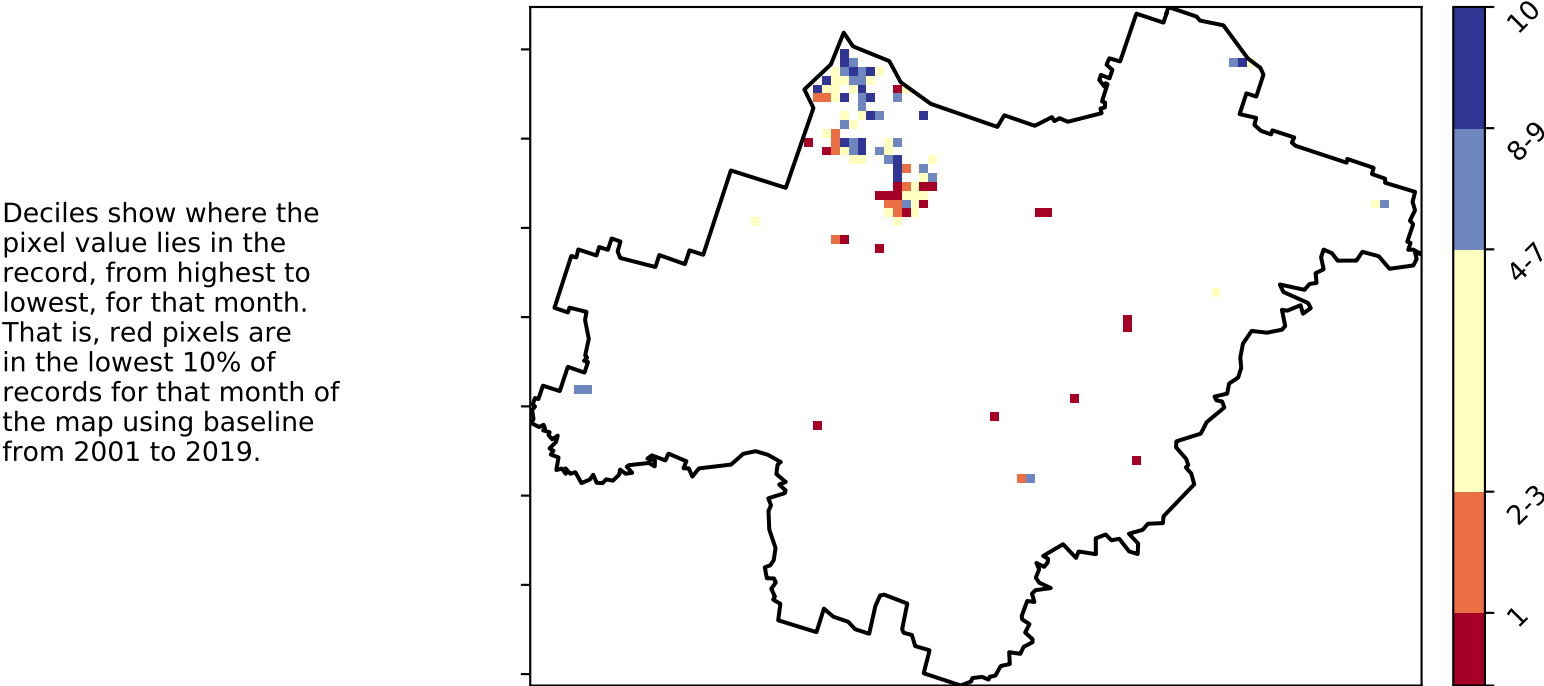 Deciles show where the
pixel value lies in the
record, from highest to
lowest, for that month.
That is, red pixels are
in the lowest 10% of
records for that month of
the map using baseline
from 2001 to 2019.
10
8-9
4-7
2-3
1